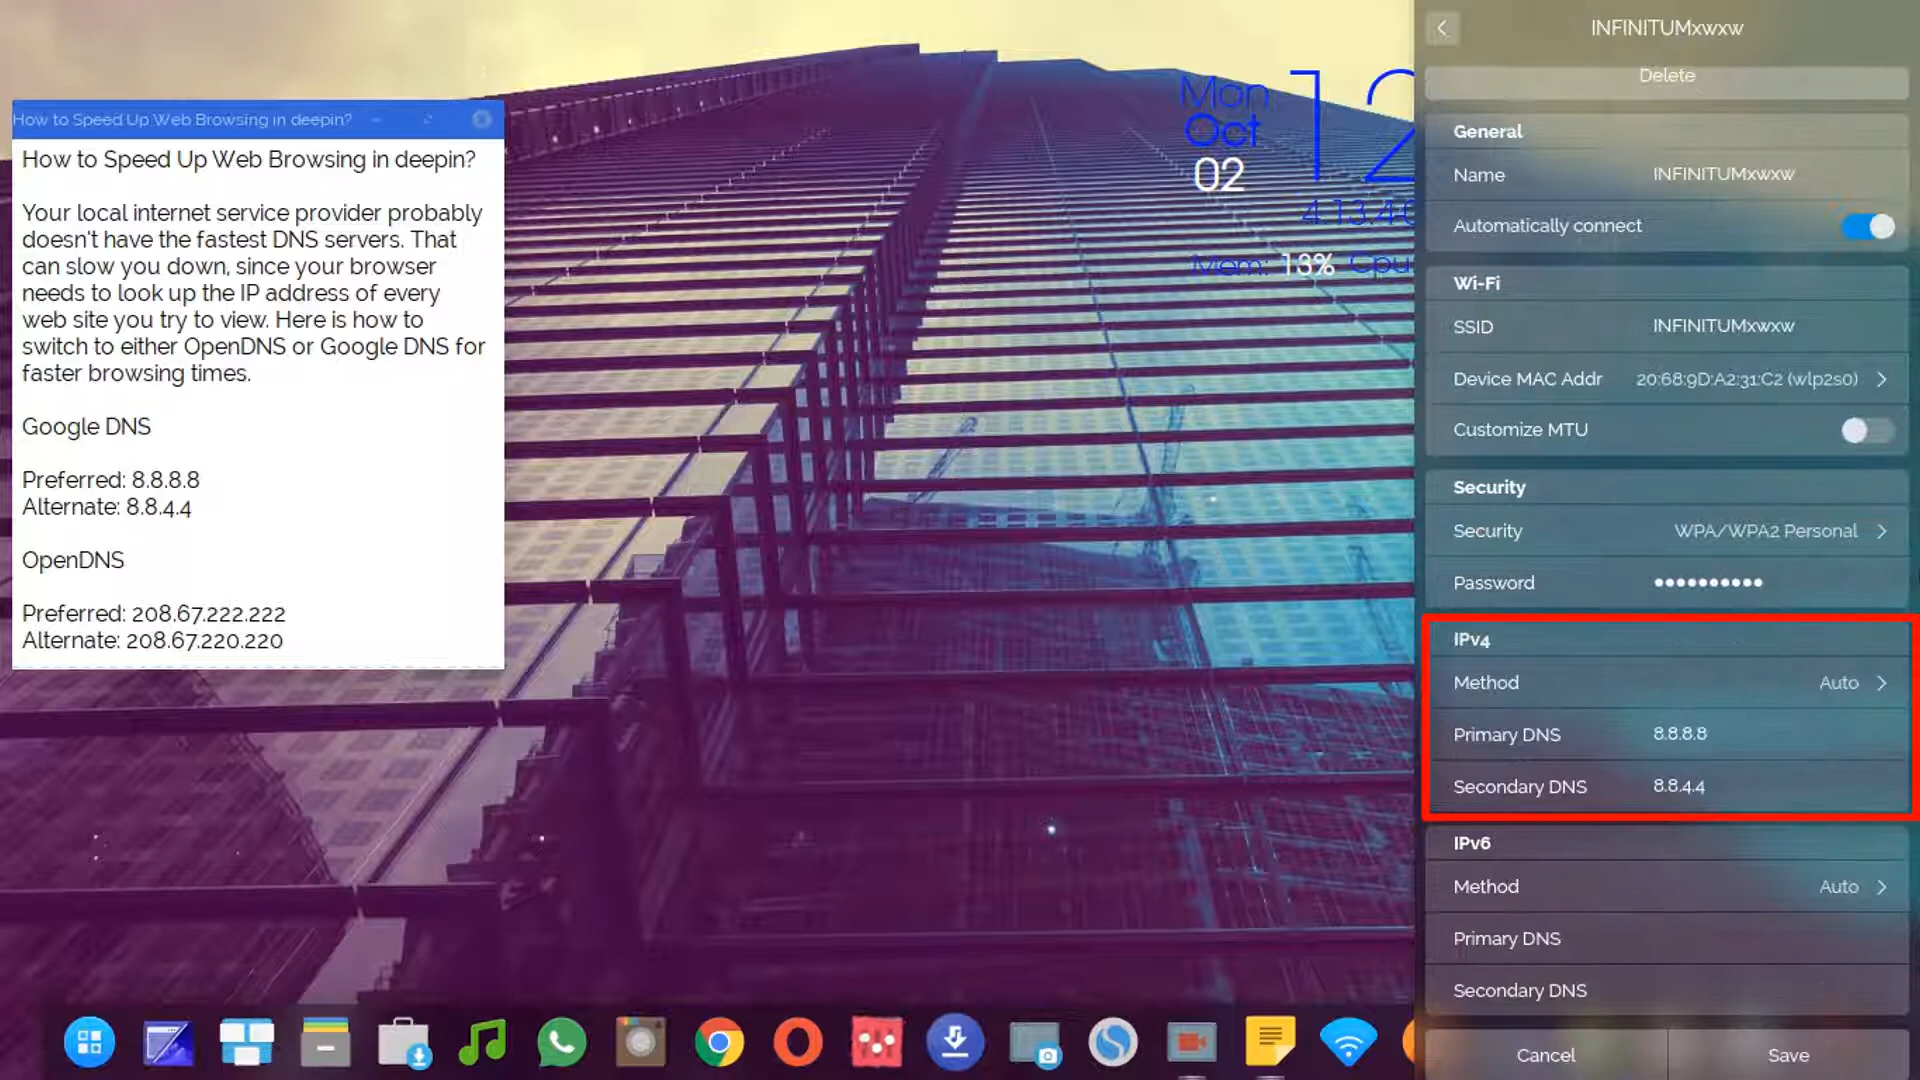 How to Speed Up Web Browsing in deepin?
How to Speed Up Web Browsing in deepin?
Your local internet service provider probably
doesn't have the fastest DNS servers. That
can slow you down, since your browser
needs to look up the IP address of every
web site you try to view. Here is how to
switch to either OpenDNS or Google DNS for
faster browsing times.
Google DNS
Preferred: 8.8.8.8
Alternate: 8.8.4.4
OpenDNS
Preferred: 208.67.222.222
Alternate: 208.67.220.220
Mon
Oct
02
12
4.13.4-
Mem: 13% Cpu
INFINITUMxwxw
Delete
General
Name INFINITUMxwxw
Automatically connect
Wi-Fi
SSID INFINITUMxwxw
Device MAC Addr 20:68:9D:A2:31:C2 (wlp2s0)
Customize MTU
Security
Security WPA/WPA2 Personal
Password ••••••••••
IPv4
Method Auto
Primary DNS 8.8.8.8
Secondary DNS 8.8.4.4
IPv6
Method Auto
Primary DNS
Secondary DNS
Cancel Save